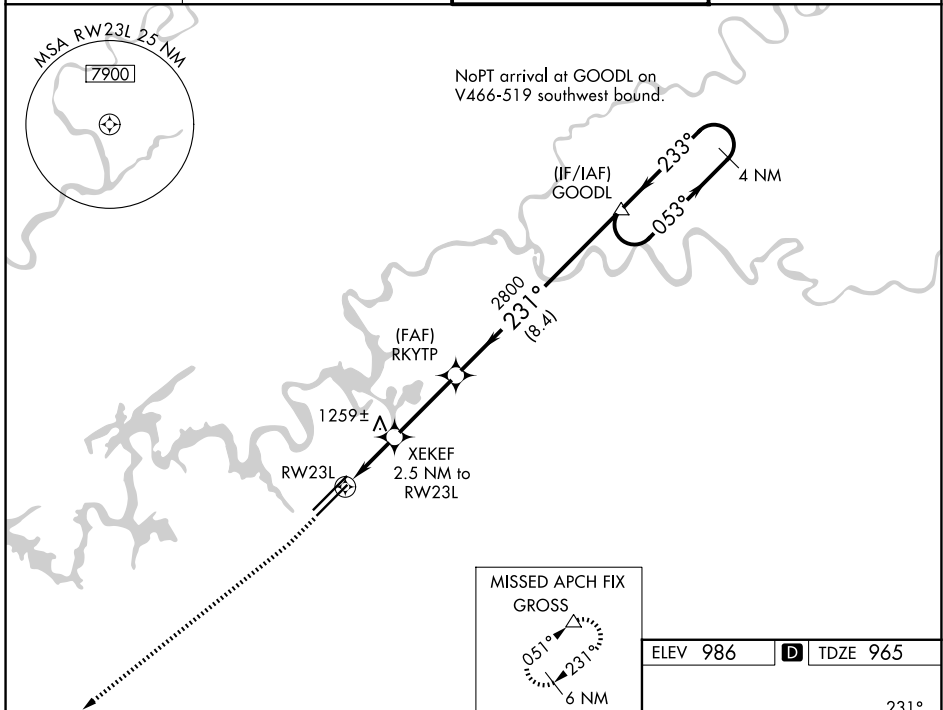 MSA RW23L 25 NM
7900
NoPT arrival at GOODL on
V466-519 southwest bound.
(IF/IAF)
GOODL
233°
053°
4 NM
2800
231°
(8.4)
(FAF)
RKYTP
1259±
XEKEF
2.5 NM to
RW23L
RW23L
MISSED APCH FIX
GROSS
051°
231°
6 NM
ELEV 986 D TDZE 965
231°